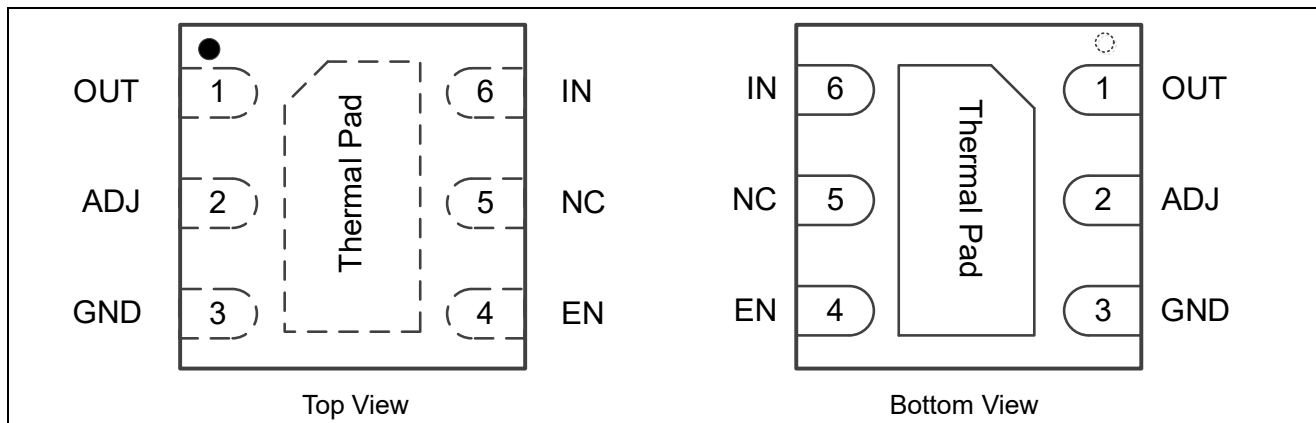 OUT 1 6 IN
ADJ 2 5 NC
GND 3 4 EN
Thermal Pad
Top View
IN 6 1 OUT
NC 5 2 ADJ
EN 4 3 GND
Thermal Pad
Bottom View